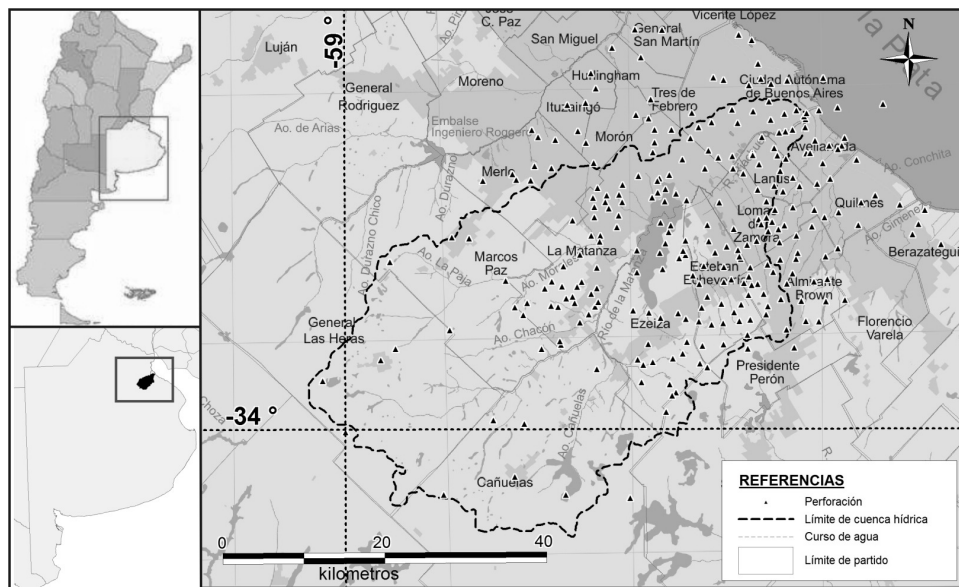 -59 °
José
C. Paz
Ao. Pin
General
San Martín
Vicente López
la Plata
N
San Miguel
Luján
Hurlingham
Moreno
General
Rodriguez
Ciudad Autónoma
de Buenos Aires
Ituzaingó
Tres de
Febrero
Embalse
Ingeniero Roggero
Ao. de Arias
Morón
Avellaneda
Ao. Conchita
Merlo
Ao. Durazno
Lanús
Quilmes
Ao. Durazno Chico
Lomas
de
Zamora
Ao. Gimenez
Berazategui
La Matanza
Marcos
Paz
Ao. La Paja
Ao. Morales
Esteban
Echeverría
Almirante
Brown
Río de la Matanza
General
Las Heras
Ao. Chacón
Ezeiza
Florencio
Varela
Presidente
Perón
Choza
-34 °
Ao. Cañuelas
Cañuelas
R.
0 20 40
kilometros
REFERENCIAS
Perforación
Límite de cuenca hídrica
Curso de agua
Límite de partido